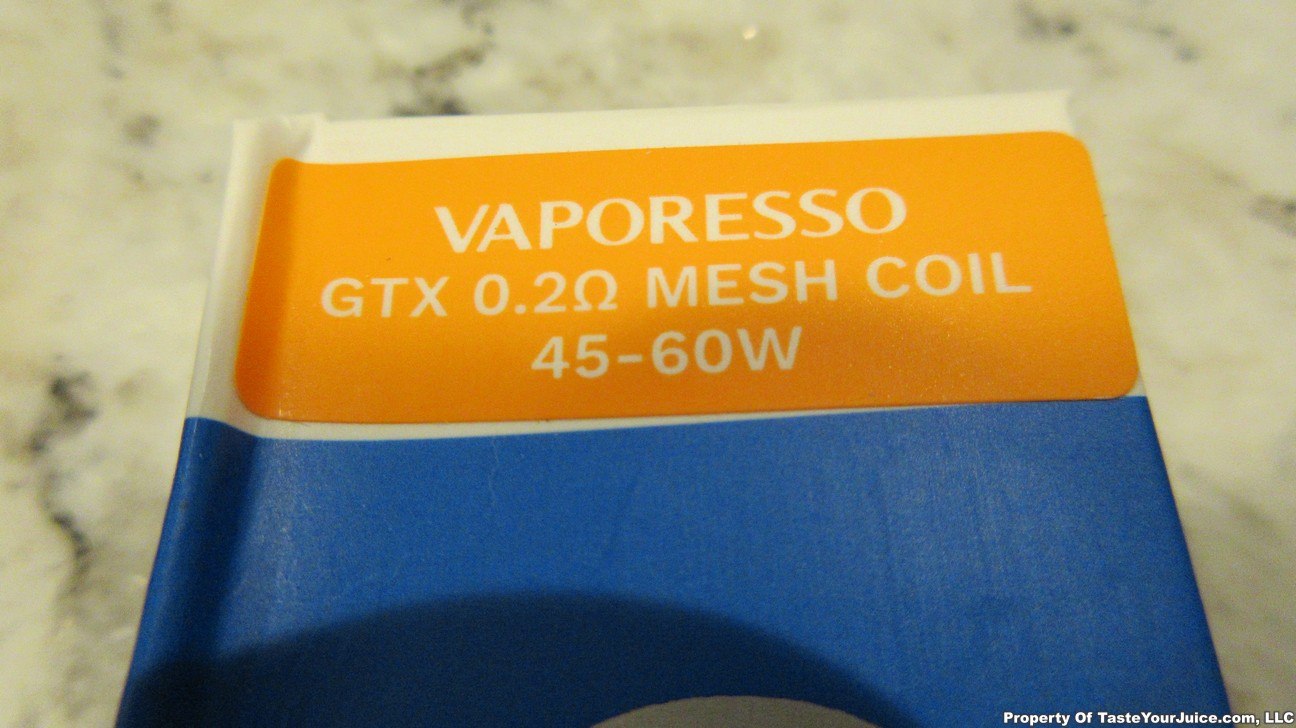 VAPORESSO
GTX 0.2Ω MESH COIL
45-60W
Property Of TasteYourJuice.com, LLC